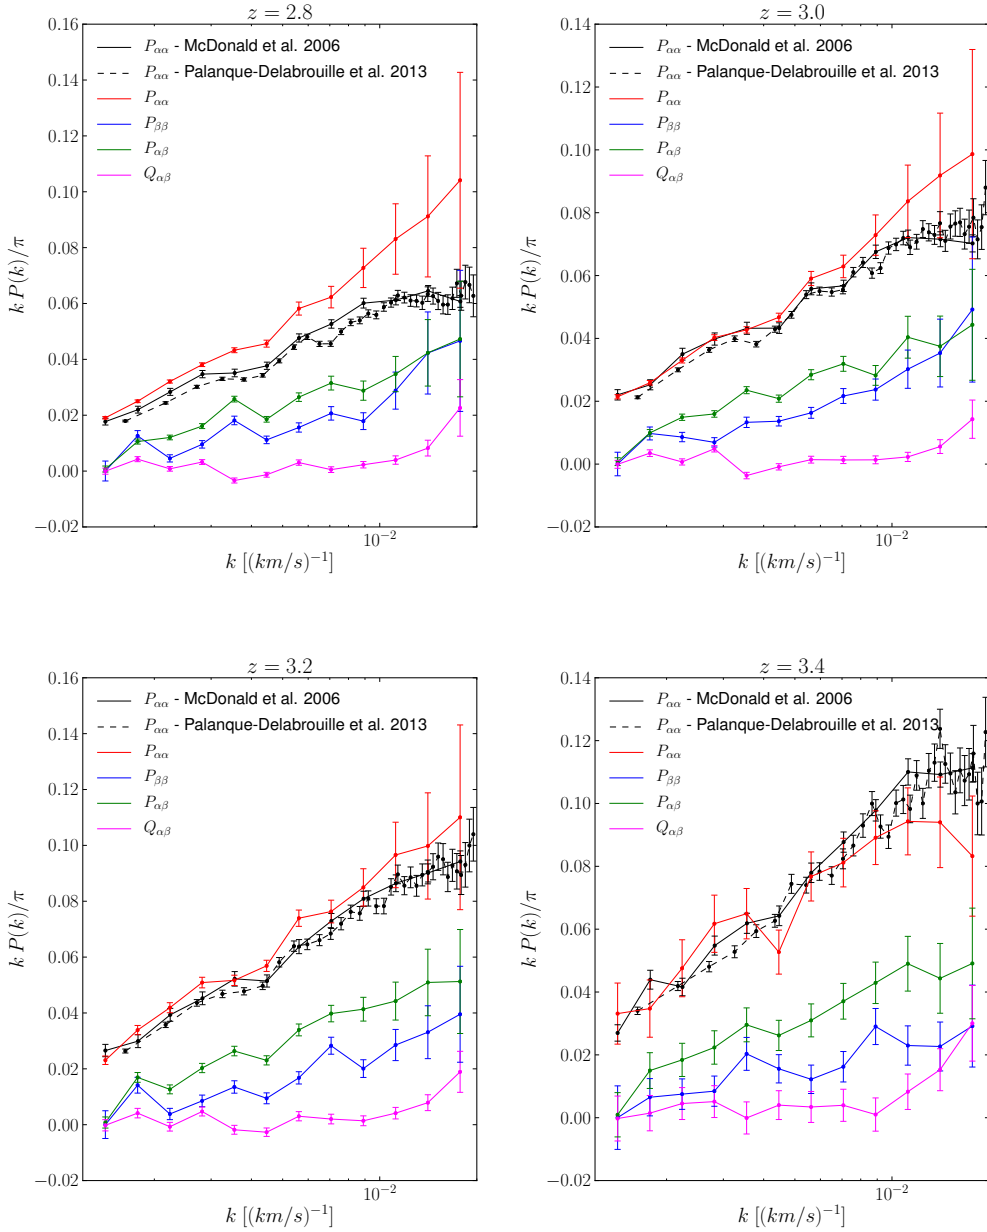 z = 2.8
0.16
0.14
0.12
0.10
0.08
0.06
0.04
0.02
0.00
−0.02
k P(k)/π
P_αα - McDonald et al. 2006
P_αα - Palanque-Delabrouille et al. 2013
P_αα
P_ββ
P_αβ
Q_αβ
10^−2
k [(km/s)^−1]
z = 3.0
0.14
0.12
0.10
0.08
0.06
0.04
0.02
0.00
−0.02
k P(k)/π
P_αα - McDonald et al. 2006
P_αα - Palanque-Delabrouille et al. 2013
P_αα
P_ββ
P_αβ
Q_αβ
10^−2
k [(km/s)^−1]
z = 3.2
0.16
0.14
0.12
0.10
0.08
0.06
0.04
0.02
0.00
−0.02
k P(k)/π
P_αα - McDonald et al. 2006
P_αα - Palanque-Delabrouille et al. 2013
P_αα
P_ββ
P_αβ
Q_αβ
10^−2
k [(km/s)^−1]
z = 3.4
0.14
0.12
0.10
0.08
0.06
0.04
0.02
0.00
−0.02
k P(k)/π
P_αα - McDonald et al. 2006
P_αα - Palanque-Delabrouille et al. 2013
P_αα
P_ββ
P_αβ
Q_αβ
10^−2
k [(km/s)^−1]